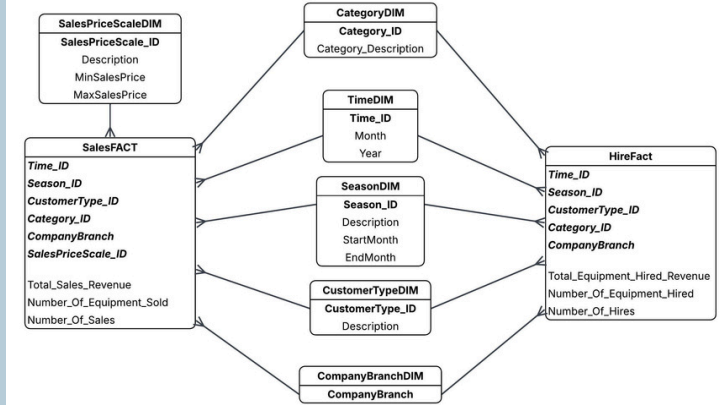 SalesPriceScaleDIM
SalesPriceScale_ID
Description
MinSalesPrice
MaxSalesPrice
SalesFACT
Time_ID
Season_ID
CustomerType_ID
Category_ID
CompanyBranch
SalesPriceScale_ID
Total_Sales_Revenue
Number_Of_Equipment_Sold
Number_Of_Sales
CategoryDIM
Category_ID
Category_Description
TimeDIM
Time_ID
Month
Year
SeasonDIM
Season_ID
Description
StartMonth
EndMonth
CustomerTypeDIM
CustomerType_ID
Description
CompanyBranchDIM
CompanyBranch
HireFact
Time_ID
Season_ID
CustomerType_ID
Category_ID
CompanyBranch
Total_Equipment_Hired_Revenue
Number_Of_Equipment_Hired
Number_Of_Hires